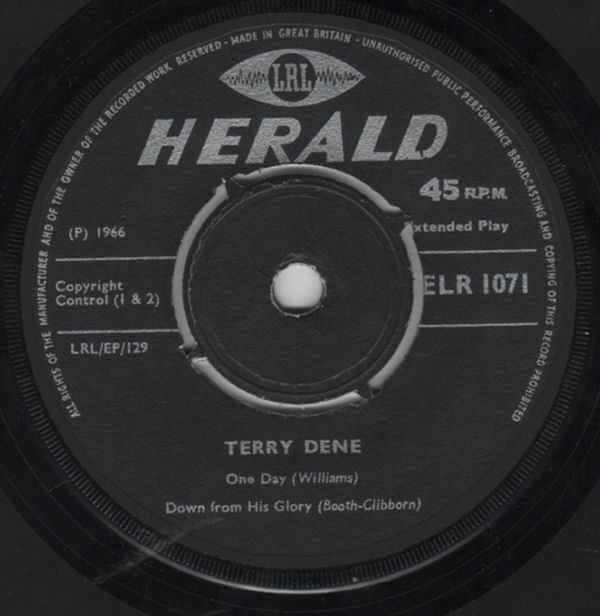 ALL RIGHTS OF THE MANUFACTURER AND OF THE OWNER OF THE RECORDED WORK RESERVED · MADE IN GREAT BRITAIN · UNAUTHORISED PUBLIC PERFORMANCE BROADCASTING AND COPYING OF THIS RECORD PROHIBITED
LRL
HERALD
45 R.P.M.
(P) 1966
Extended Play
Copyright
Control (1 & 2)
ELR 1071
LRL/EP/129
TERRY DENE
One Day (Williams)
Down from His Glory (Booth-Clibborn)